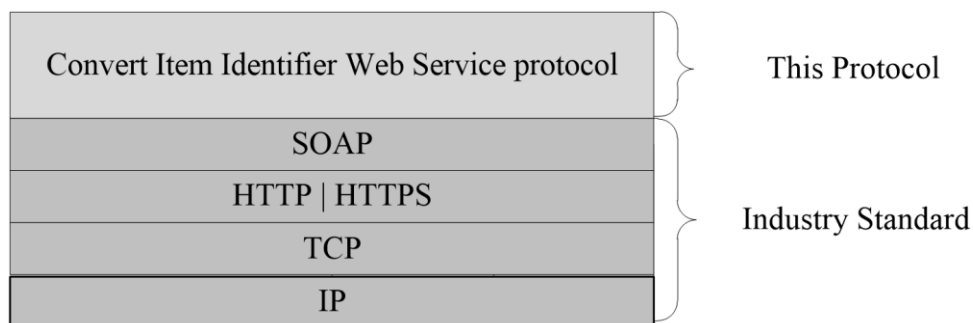 Convert Item Identifier Web Service protocol
This Protocol
SOAP
HTTP | HTTPS
TCP
IP
Industry Standard